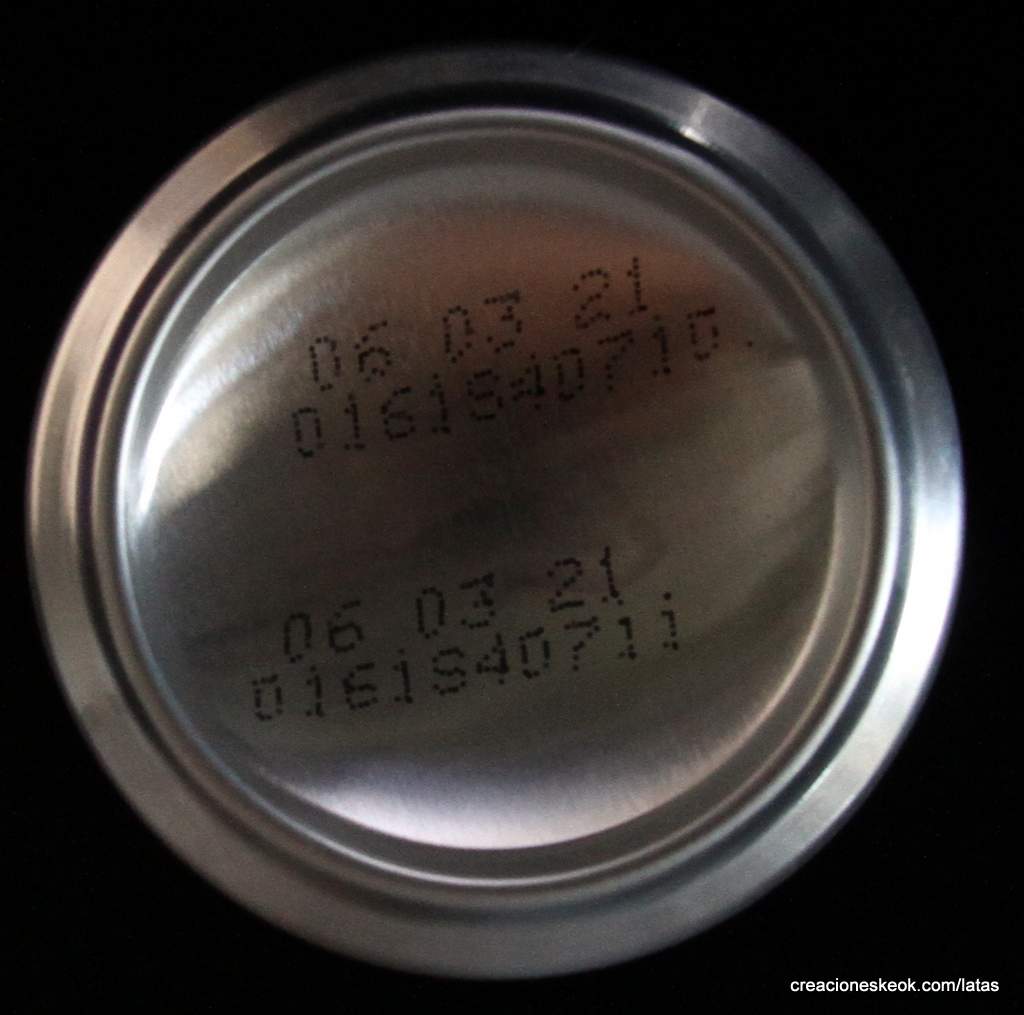 06 03 21
0161S40710.
06 03 21
0161S40711
creacioneskeok.com/latas